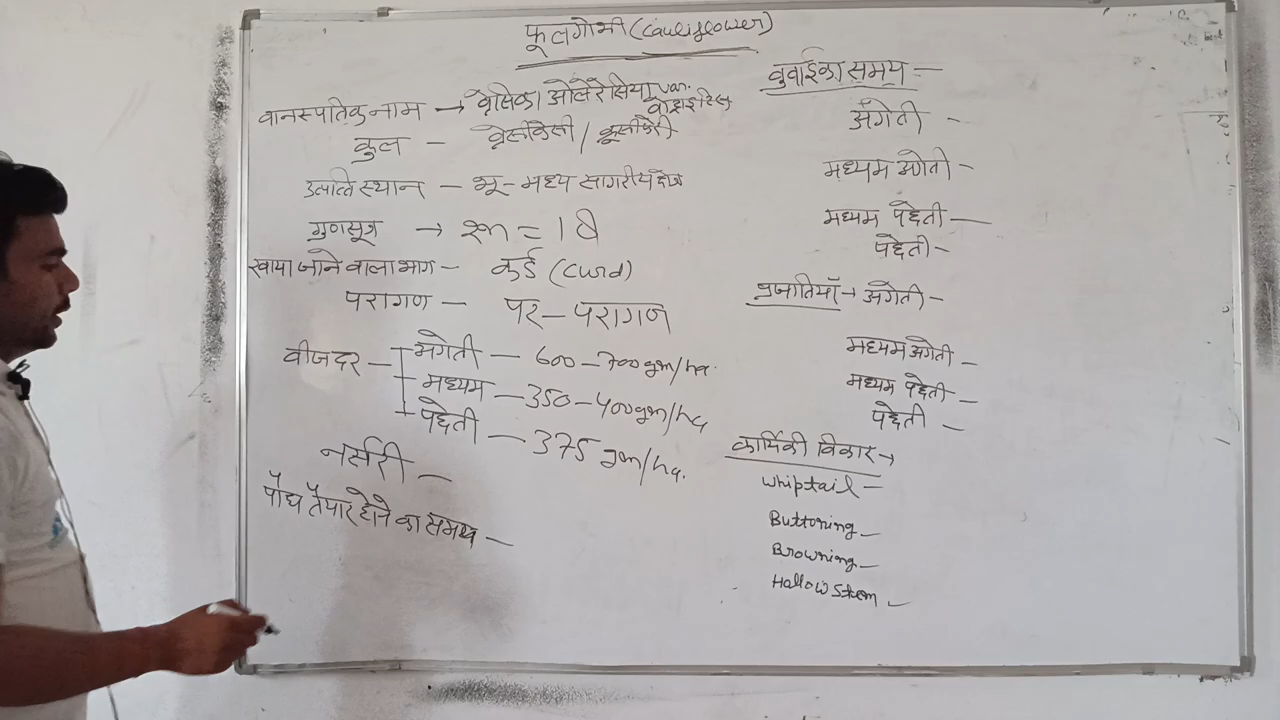 फूलगोभी (Cauliflower)
वानस्पतिक नाम → वृेसिका ओलेरेसिया var. वोट्राइटिस
कुल - वृेसीकेसी / क्रूसीफेरी
उत्पत्ति स्थान - भू-मध्य सागरीय क्षेत्र
गुणसूत्र → 2n = 18
खाया जाने वाला भाग - कर्ड (Curd)
परागण - पर-परागण
वीजदर - अगेती - 600-700 gm/ha.
मध्यम - 350-400 gm/ha
पछेती - 375 gm/ha.
नर्सरी -
पौध तैयार होने का समय -
वुवाई का समय -
अगेती -
मध्यम अगेती -
मध्यम पछेती -
पछेती -
प्रजातियाँ → अगेती -
मध्यम अगेती -
मध्यम पछेती -
पछेती -
कार्मिकी विकार →
Whiptail -
Buttoning -
Browning -
Hallow Stem -